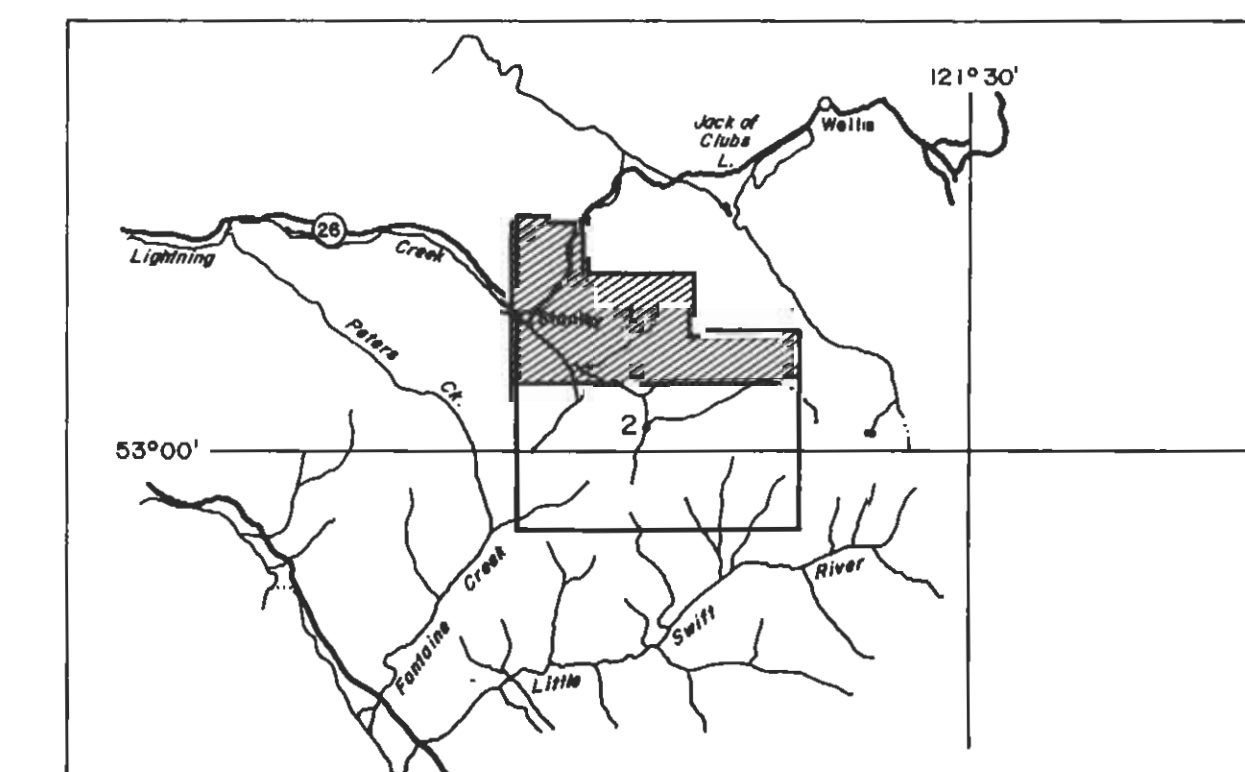 121° 30'
Jack of
Clubs
L.
Wells
26
Lightning
Creek
Stanley
Peters
Ck.
2
53° 00'
Creek
Fontaine
River
Swift
Little